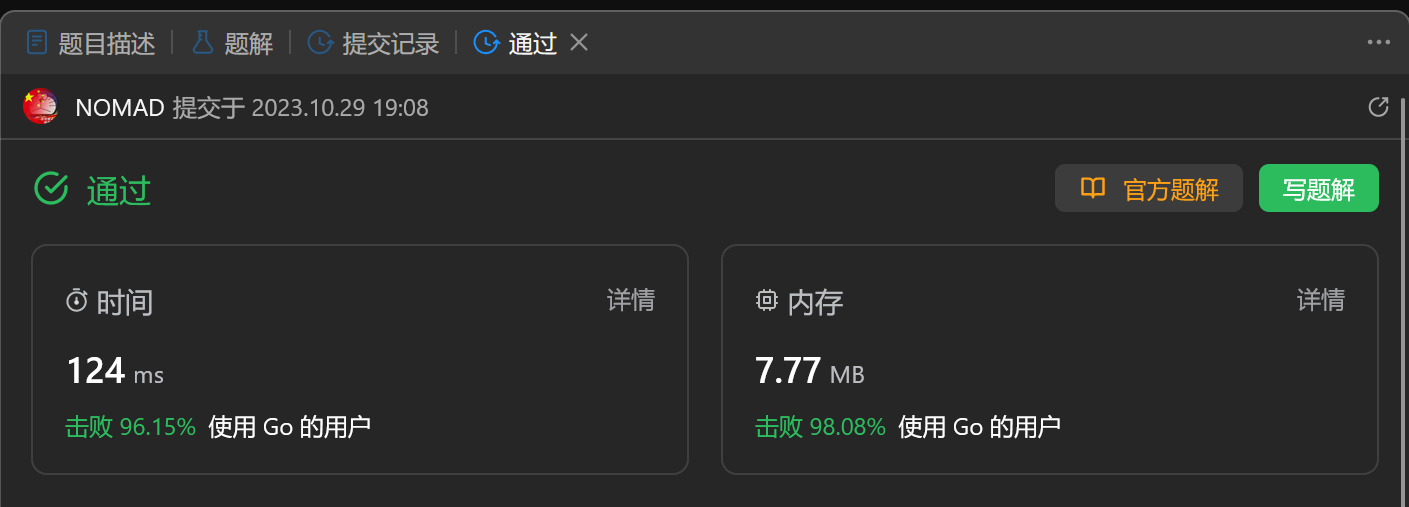 题目描述 题解 提交记录 通过
NOMAD 提交于 2023.10.29 19:08
通过 官方题解 写题解
时间 详情
124 ms
击败 96.15% 使用 Go 的用户
内存 详情
7.77 MB
击败 98.08% 使用 Go 的用户